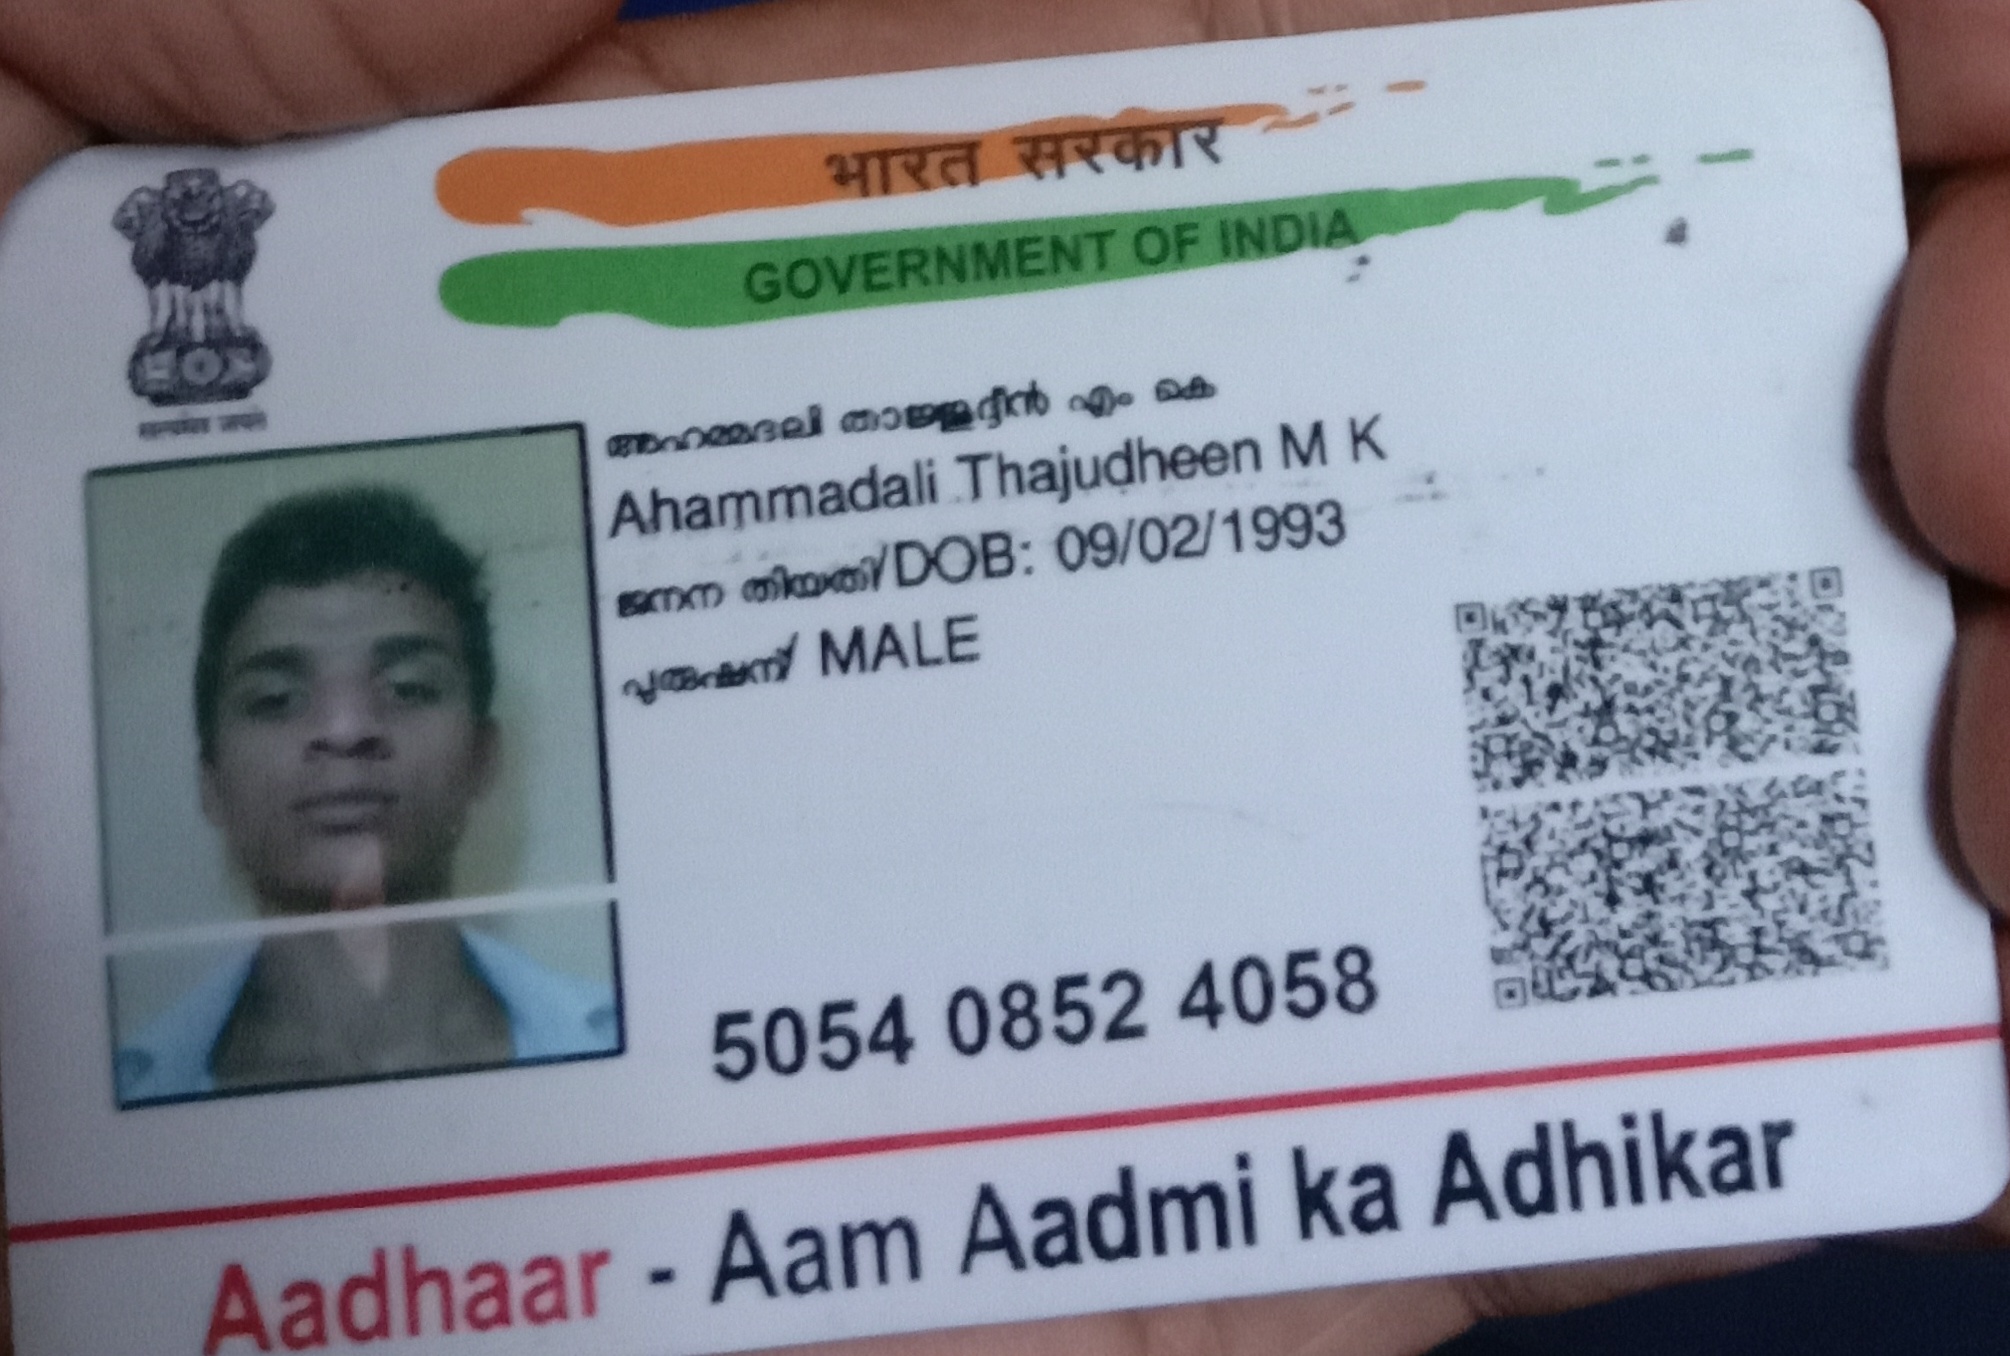 भारत सरकार
GOVERNMENT OF INDIA
सत्यमेव जयते
അഹമ്മദലി താജുദ്ദീൻ എം കെ
Ahammadali Thajudheen M K
ജനന തിയതി/DOB: 09/02/1993
പുരുഷന്/ MALE
5054 0852 4058
Aadhaar - Aam Aadmi ka Adhikar